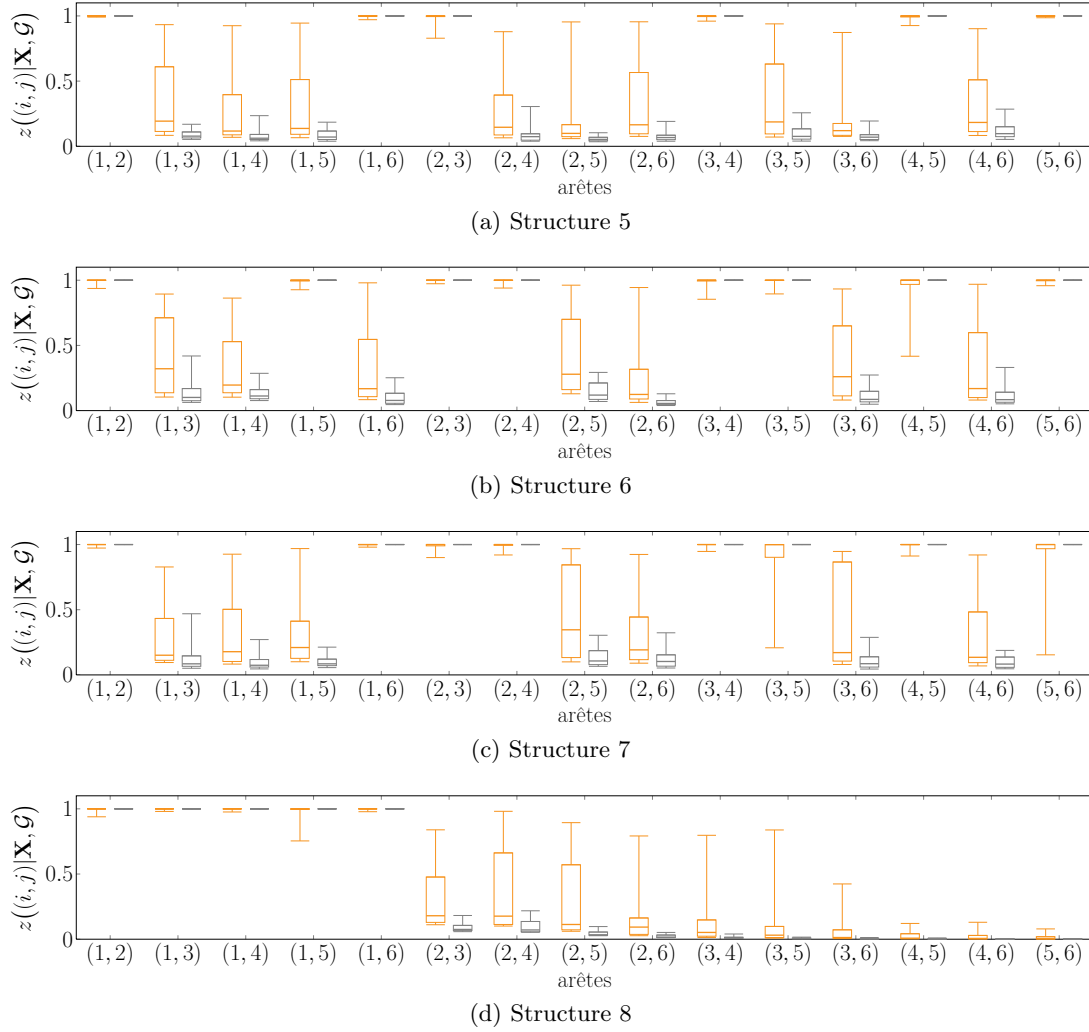 z((i, j)|X, G)
1
0.5
0
(1, 2) (1, 3) (1, 4) (1, 5) (1, 6) (2, 3) (2, 4) (2, 5) (2, 6) (3, 4) (3, 5) (3, 6) (4, 5) (4, 6) (5, 6)
arêtes
(a) Structure 5
z((i, j)|X, G)
1
0.5
0
(1, 2) (1, 3) (1, 4) (1, 5) (1, 6) (2, 3) (2, 4) (2, 5) (2, 6) (3, 4) (3, 5) (3, 6) (4, 5) (4, 6) (5, 6)
arêtes
(b) Structure 6
z((i, j)|X, G)
1
0.5
0
(1, 2) (1, 3) (1, 4) (1, 5) (1, 6) (2, 3) (2, 4) (2, 5) (2, 6) (3, 4) (3, 5) (3, 6) (4, 5) (4, 6) (5, 6)
arêtes
(c) Structure 7
z((i, j)|X, G)
1
0.5
0
(1, 2) (1, 3) (1, 4) (1, 5) (1, 6) (2, 3) (2, 4) (2, 5) (2, 6) (3, 4) (3, 5) (3, 6) (4, 5) (4, 6) (5, 6)
arêtes
(d) Structure 8